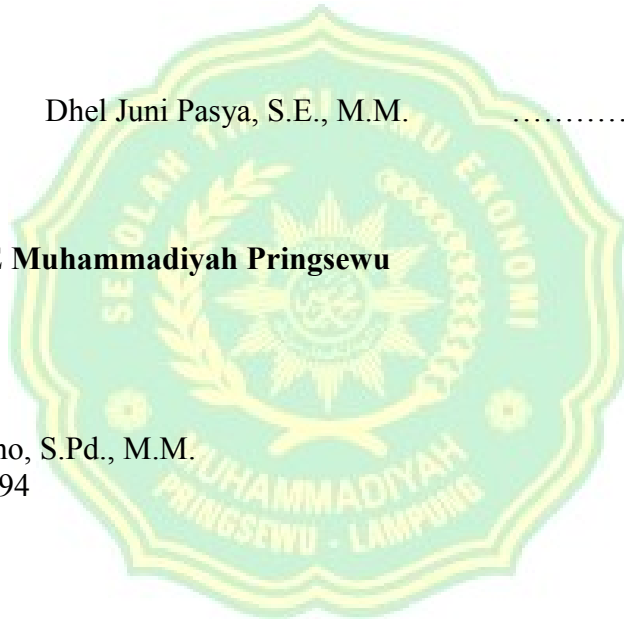 Dhel Juni Pasya, S.E., M.M. …………
SEKOLAH TINGGI ILMU EKONOMI
E Muhammadiyah Pringsewu
no, S.Pd., M.M.
94
MUHAMMADIYAH
PRINGSEWU - LAMPUNG